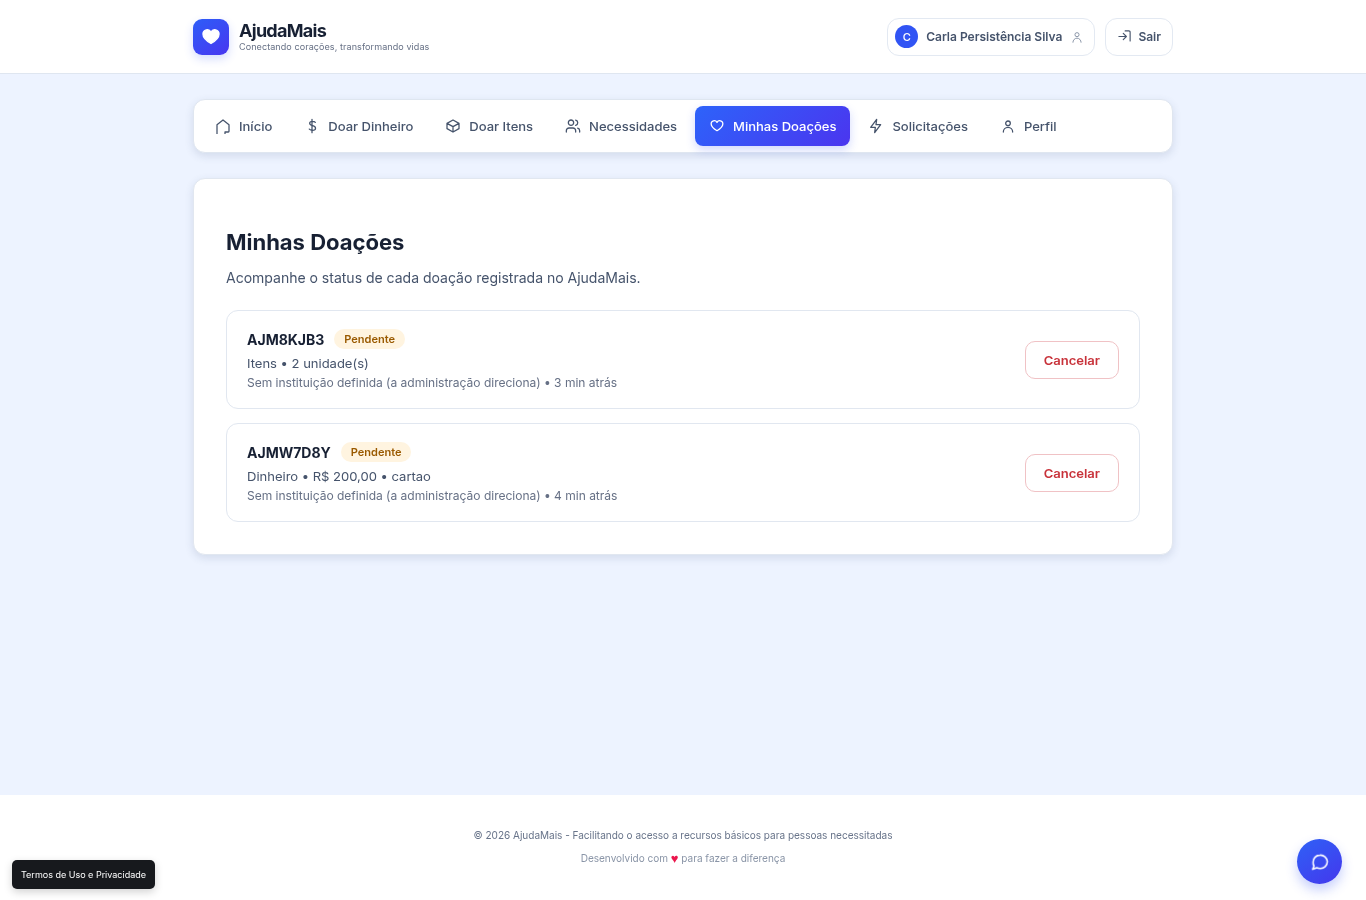 AjudaMais
Conectando corações, transformando vidas
C Carla Persistência Silva
Sair
Início
Doar Dinheiro
Doar Itens
Necessidades
Minhas Doações
Solicitações
Perfil
Minhas Doações
Acompanhe o status de cada doação registrada no AjudaMais.
AJM8KJB3 Pendente
Itens • 2 unidade(s)
Sem instituição definida (a administração direciona) • 3 min atrás
Cancelar
AJMW7D8Y Pendente
Dinheiro • R$ 200,00 • cartao
Sem instituição definida (a administração direciona) • 4 min atrás
Cancelar
© 2026 AjudaMais - Facilitando o acesso a recursos básicos para pessoas necessitadas
Desenvolvido com ♥ para fazer a diferença
Termos de Uso e Privacidade